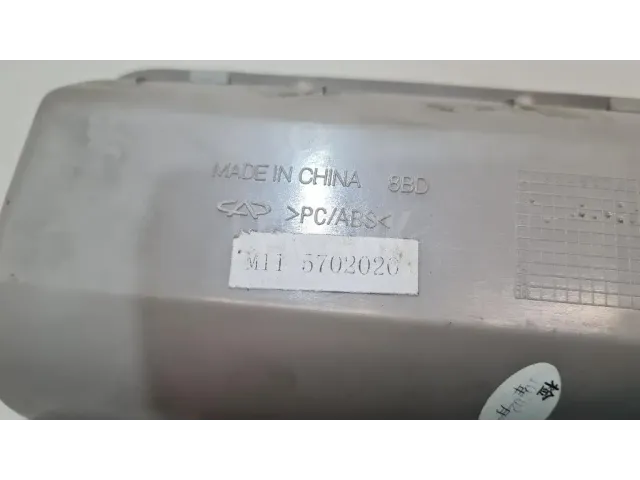 MADE IN CHINA 8BD
>PC/ABS<
M11 5702020
检